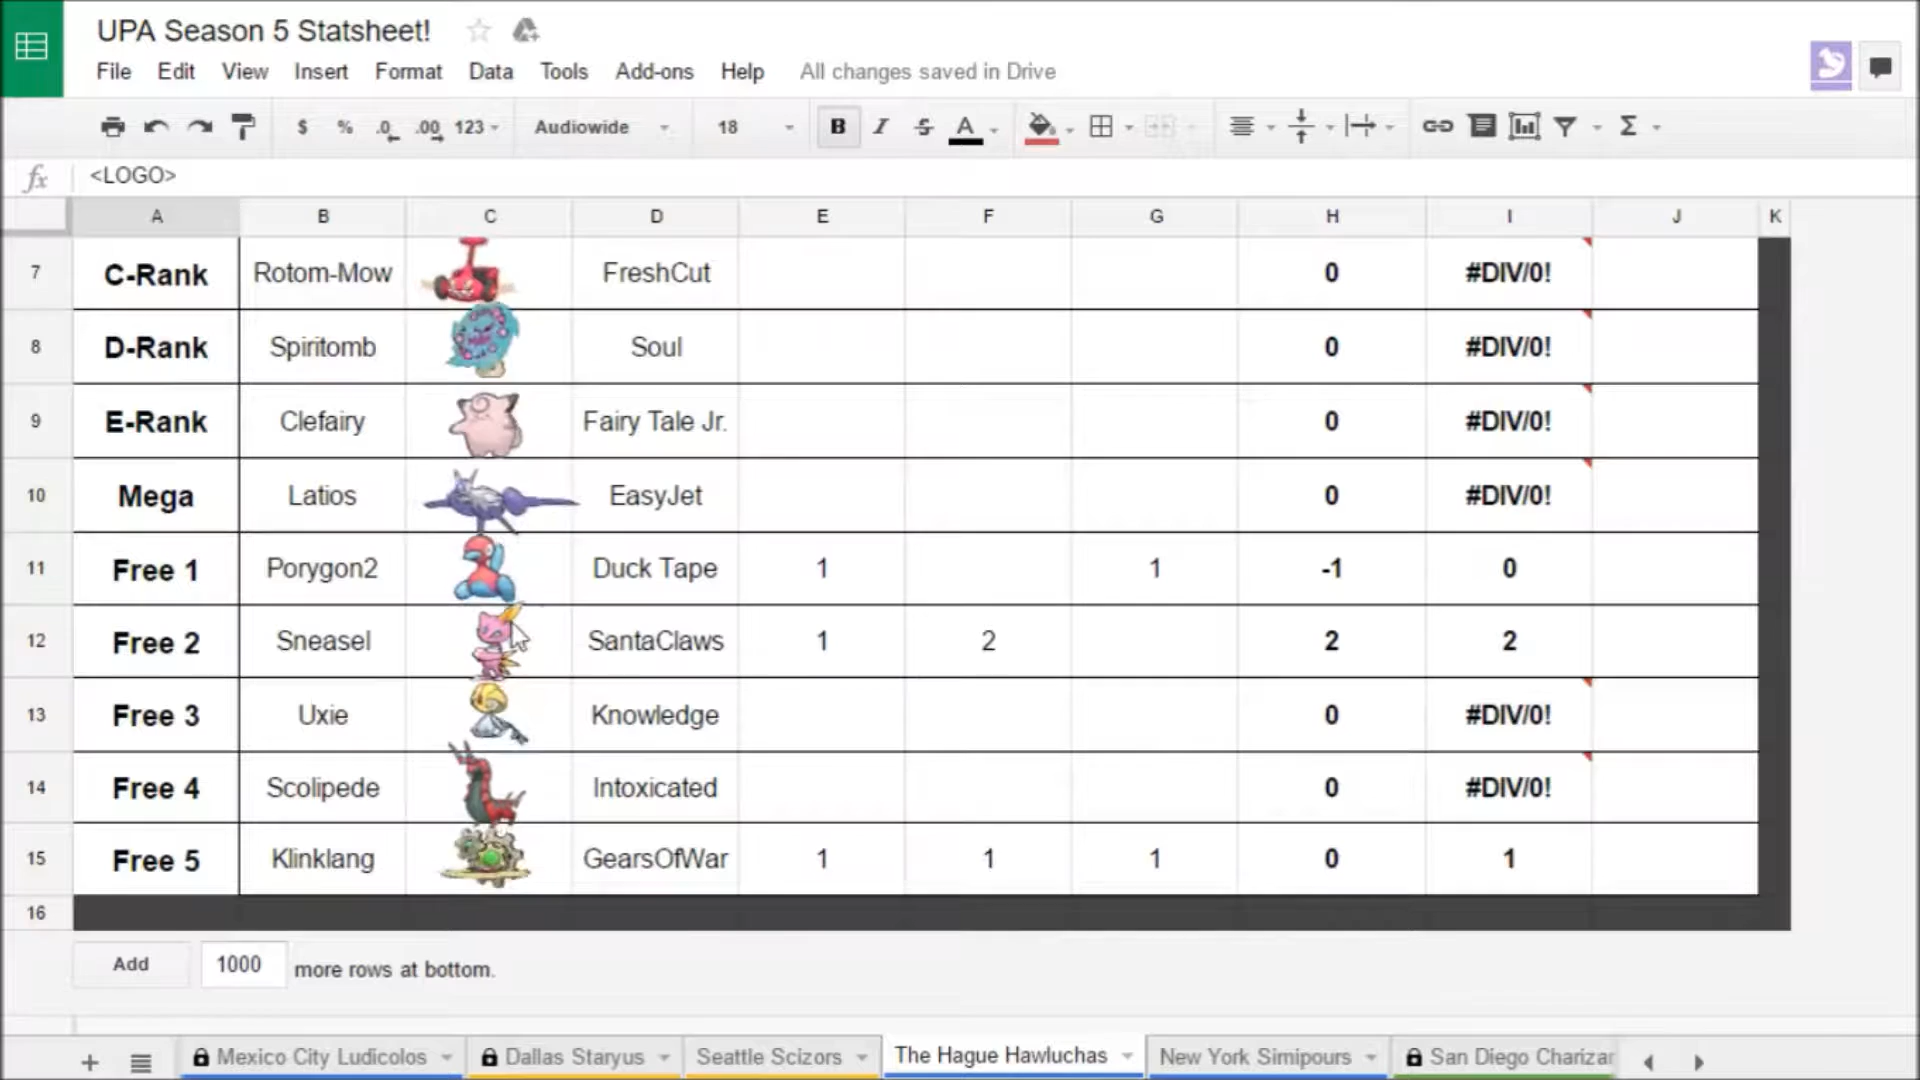 UPA Season 5 Statsheet!
File Edit View Insert Format Data Tools Add-ons Help All changes saved in Drive
$ % .0 .00 123 Audiowide 18 B I S A Σ
fx <LOGO>
A B C D E F G H I J K
7 C-Rank Rotom-Mow FreshCut 0 #DIV/0!
8 D-Rank Spiritomb Soul 0 #DIV/0!
9 E-Rank Clefairy Fairy Tale Jr. 0 #DIV/0!
10 Mega Latios EasyJet 0 #DIV/0!
11 Free 1 Porygon2 Duck Tape 1 1 -1 0
12 Free 2 Sneasel SantaClaws 1 2 2 2
13 Free 3 Uxie Knowledge 0 #DIV/0!
14 Free 4 Scolipede Intoxicated 0 #DIV/0!
15 Free 5 Klinklang GearsOfWar 1 1 1 0 1
16
Add 1000 more rows at bottom.
+ Mexico City Ludicolos Dallas Staryus Seattle Scizors The Hague Hawluchas New York Simipours San Diego Charizar